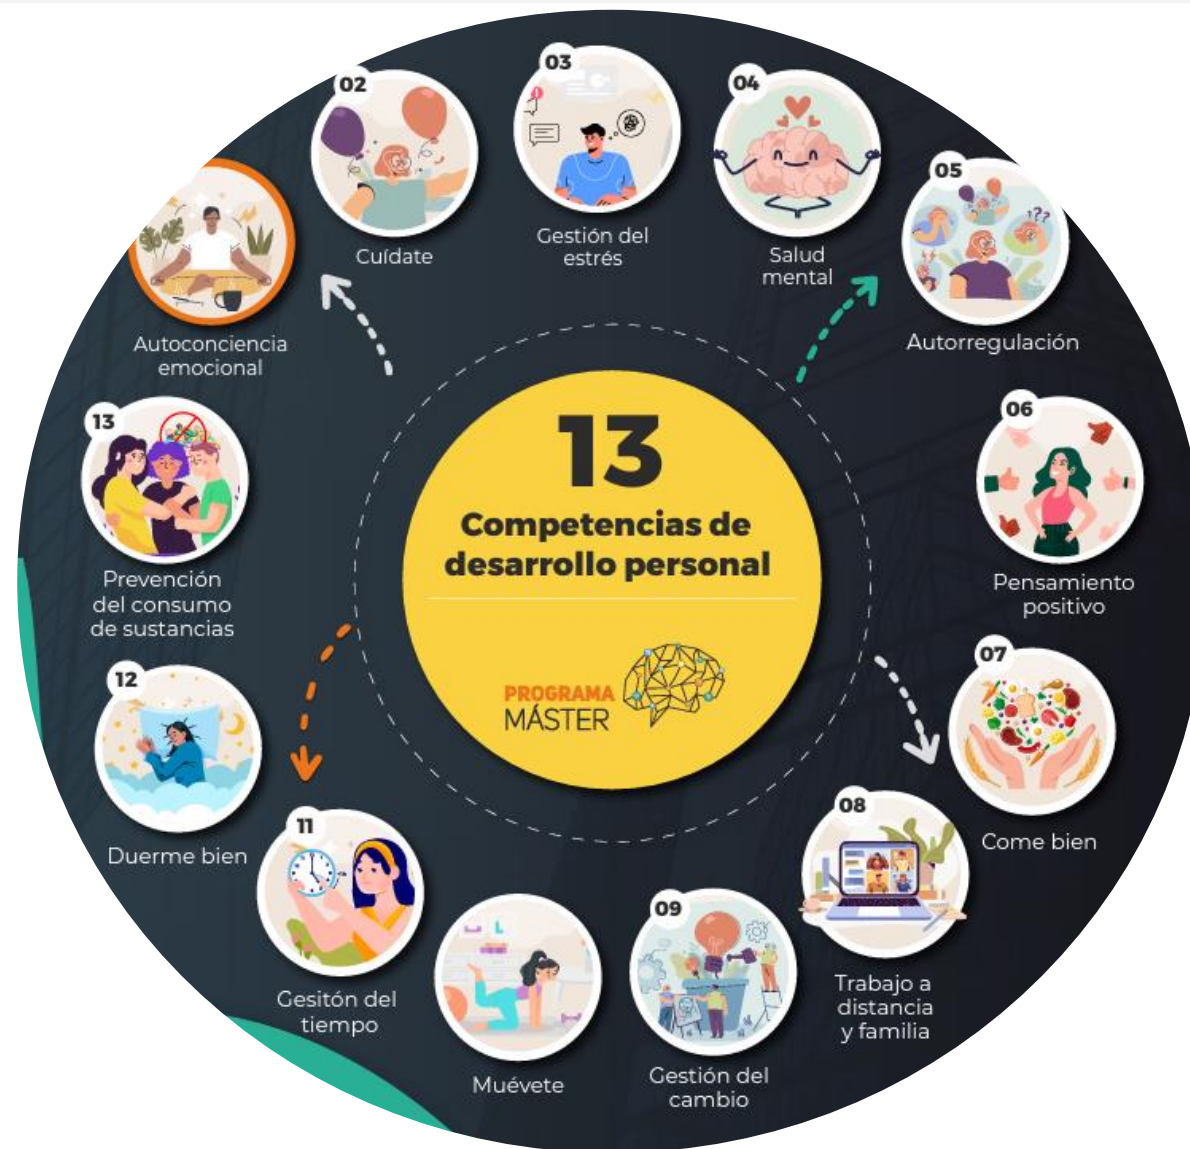 02
Cuídate
03
Gestión del
estrés
04
Salud
mental
05
Autorregulación
06
Pensamiento
positivo
07
Come bien
08
Trabajo a
distancia
y familia
09
Gestión del
cambio
Muévete
11
Gesitón del
tiempo
12
Duerme bien
13
Prevención
del consumo
de sustancias
Autoconciencia
emocional
13
Competencias de
desarrollo personal
PROGRAMA
MÁSTER
??